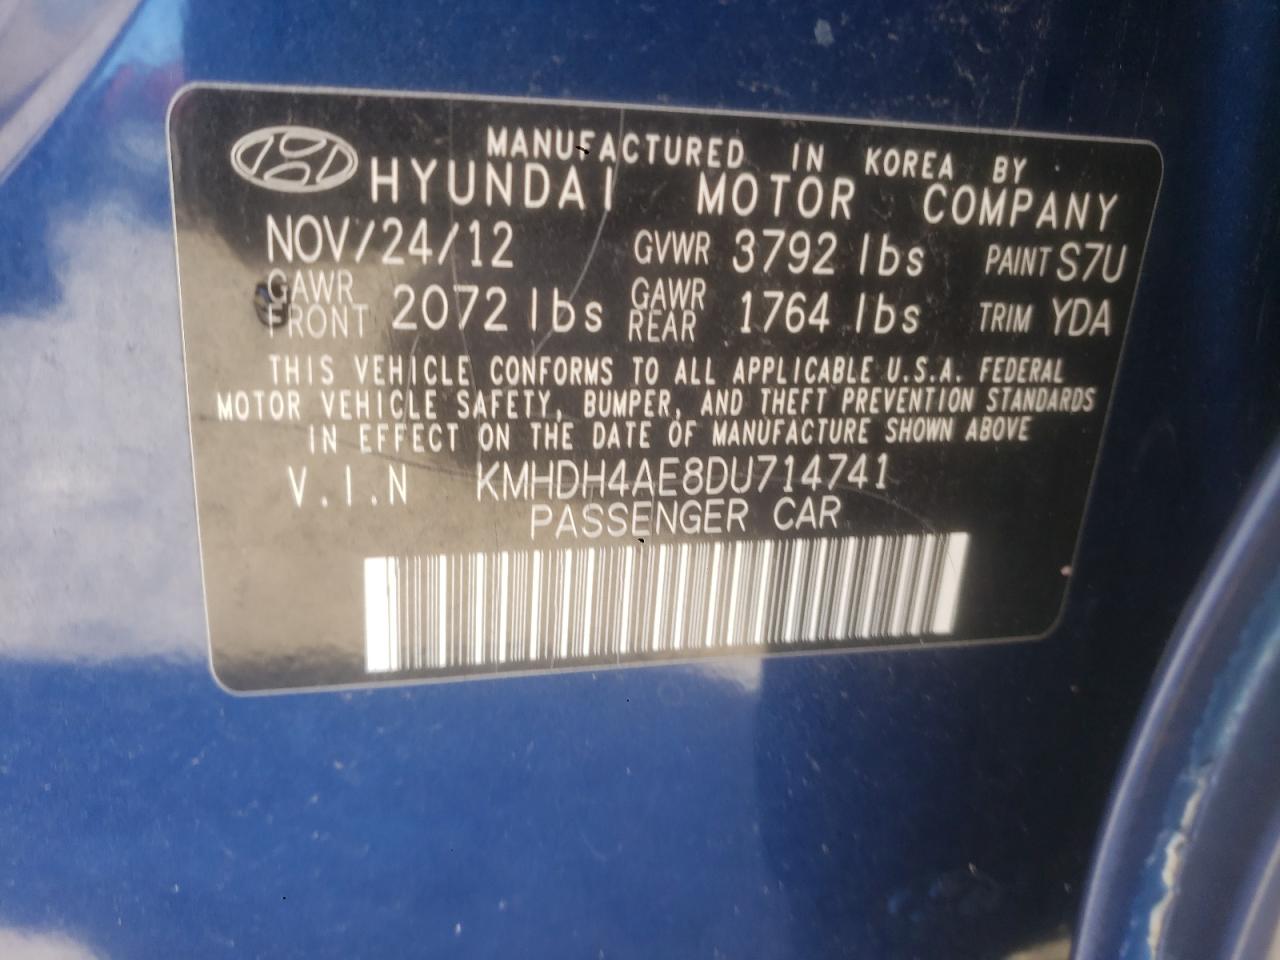 MANUFACTURED IN KOREA BY
HYUNDAI MOTOR COMPANY
NOV/24/12 GVWR 3792 lbs PAINT S7U
GAWR FRONT 2072 lbs GAWR REAR 1764 lbs TRIM YDA
THIS VEHICLE CONFORMS TO ALL APPLICABLE U.S.A. FEDERAL
MOTOR VEHICLE SAFETY, BUMPER, AND THEFT PREVENTION STANDARDS
IN EFFECT ON THE DATE OF MANUFACTURE SHOWN ABOVE
V.I.N KMHDH4AE8DU714741
PASSENGER CAR